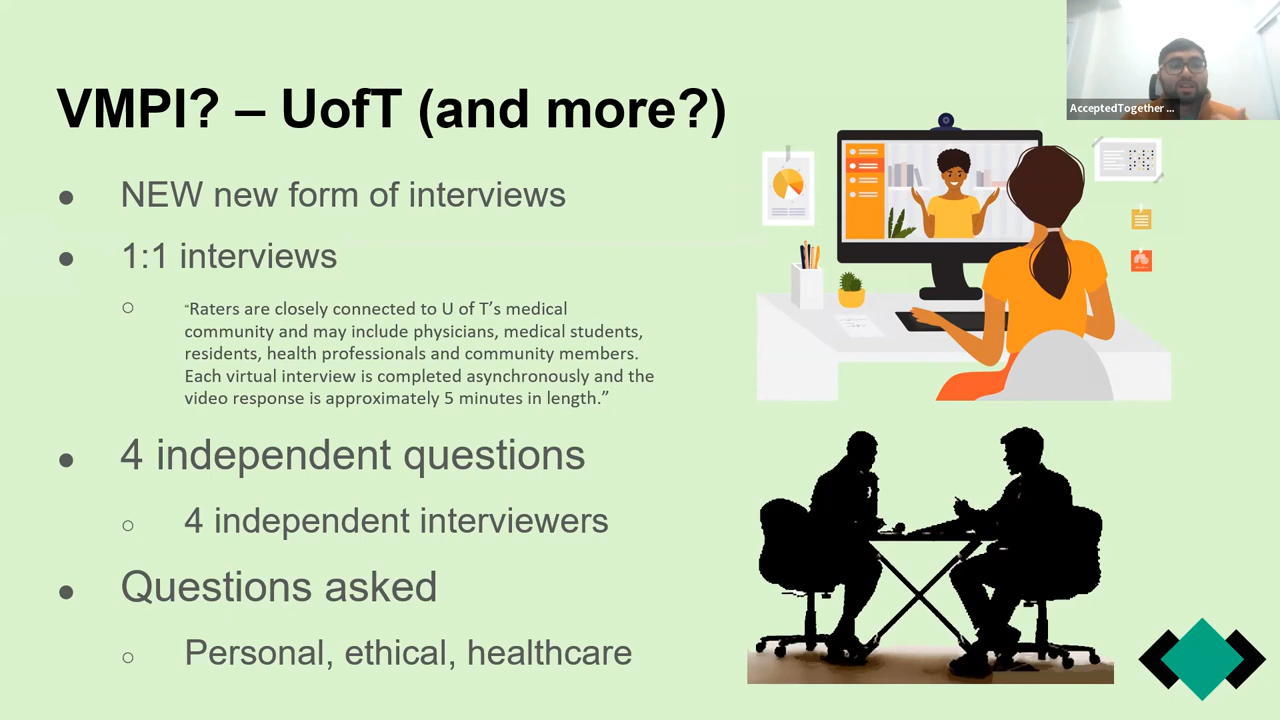 VMPI? – UofT (and more?)
AcceptedTogether ...
● NEW new form of interviews
● 1:1 interviews
○ “Raters are closely connected to U of T’s medical
community and may include physicians, medical students,
residents, health professionals and community members.
Each virtual interview is completed asynchronously and the
video response is approximately 5 minutes in length.”
● 4 independent questions
○ 4 independent interviewers
● Questions asked
○ Personal, ethical, healthcare